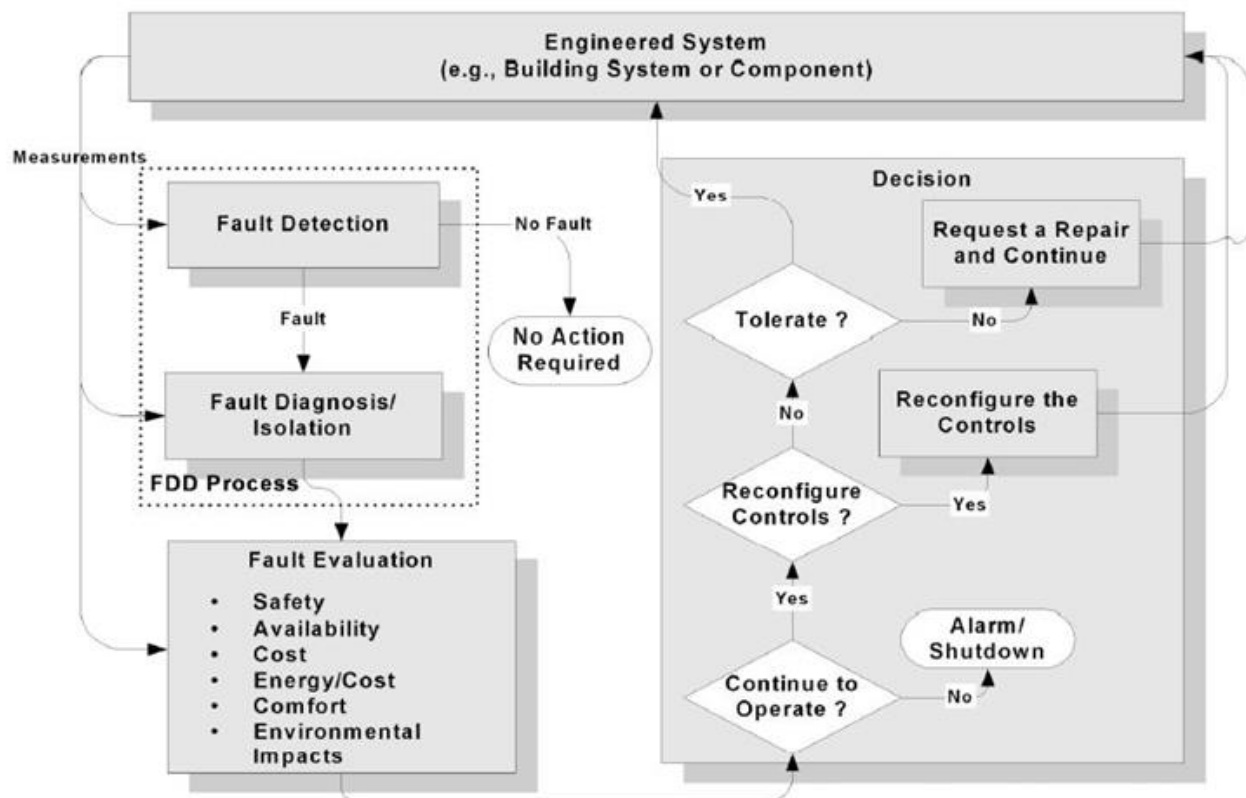 Engineered System
(e.g., Building System or Component)
Measurements
Fault Detection
No Fault
No Action
Required
Fault
Fault Diagnosis/
Isolation
FDD Process
Fault Evaluation
• Safety
• Availability
• Cost
• Energy/Cost
• Comfort
• Environmental
Impacts
Decision
Yes
Request a Repair
and Continue
Tolerate ?
No
No
Reconfigure the
Controls
Reconfigure
Controls ?
Yes
Yes
Alarm/
Shutdown
Continue to
Operate ?
No